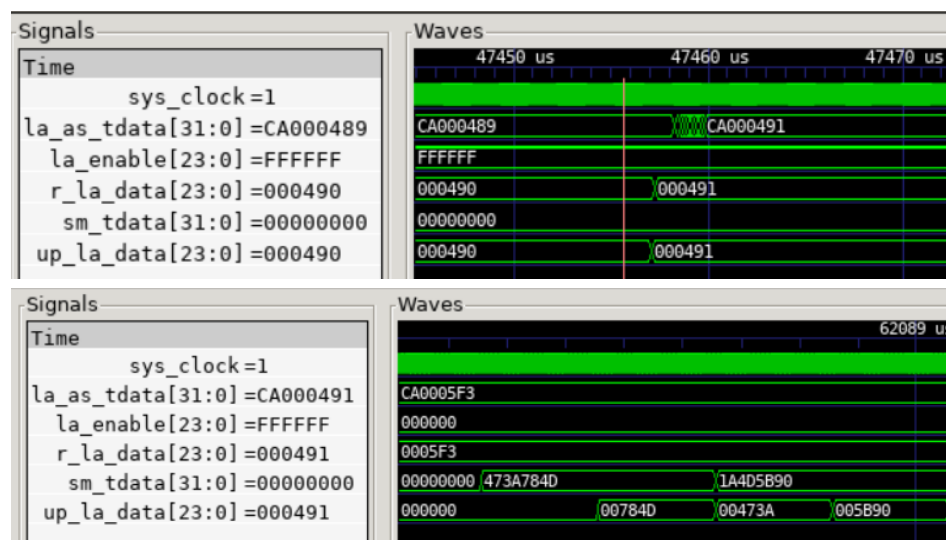 Signals
Waves
Time
47450 us 47460 us 47470 us
sys_clock=1
la_as_tdata[31:0]=CA000489
CA000489 CA000491
la_enable[23:0]=FFFFFF
FFFFFF
r_la_data[23:0]=000490
000490 000491
sm_tdata[31:0]=00000000
00000000
up_la_data[23:0]=000490
000490 000491
Signals
Waves
Time
62089 us
sys_clock=1
la_as_tdata[31:0]=CA000491
CA0005F3
la_enable[23:0]=FFFFFF
000000
r_la_data[23:0]=000491
0005F3
sm_tdata[31:0]=00000000
00000000 473A784D 1A4D5B90
up_la_data[23:0]=000491
000000 00784D 00473A 005B90